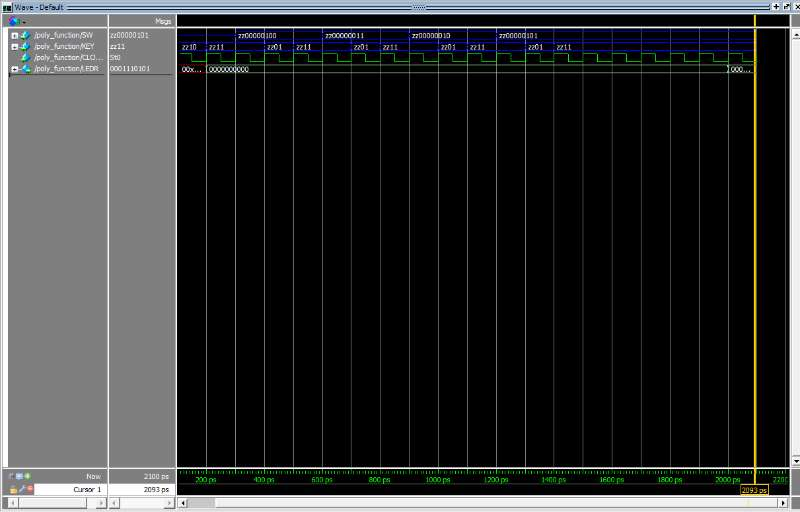 Wave - Default
Msgs
/poly_function/SW zz00000101 zz00000100 zz00000011 zz00000010 zz00000101
/poly_function/KEY zz11 zz10 zz11 zz01 zz11 zz01 zz11 zz01 zz11 zz01 zz11
/poly_function/CLO... St0
/poly_function/LEDR 0001110101 00x... 0000000000 000...
Now 2100 ps 200 ps 400 ps 600 ps 800 ps 1000 ps 1200 ps 1400 ps 1600 ps 1800 ps 2000 ps 2200
Cursor 1 2093 ps 2093 ps